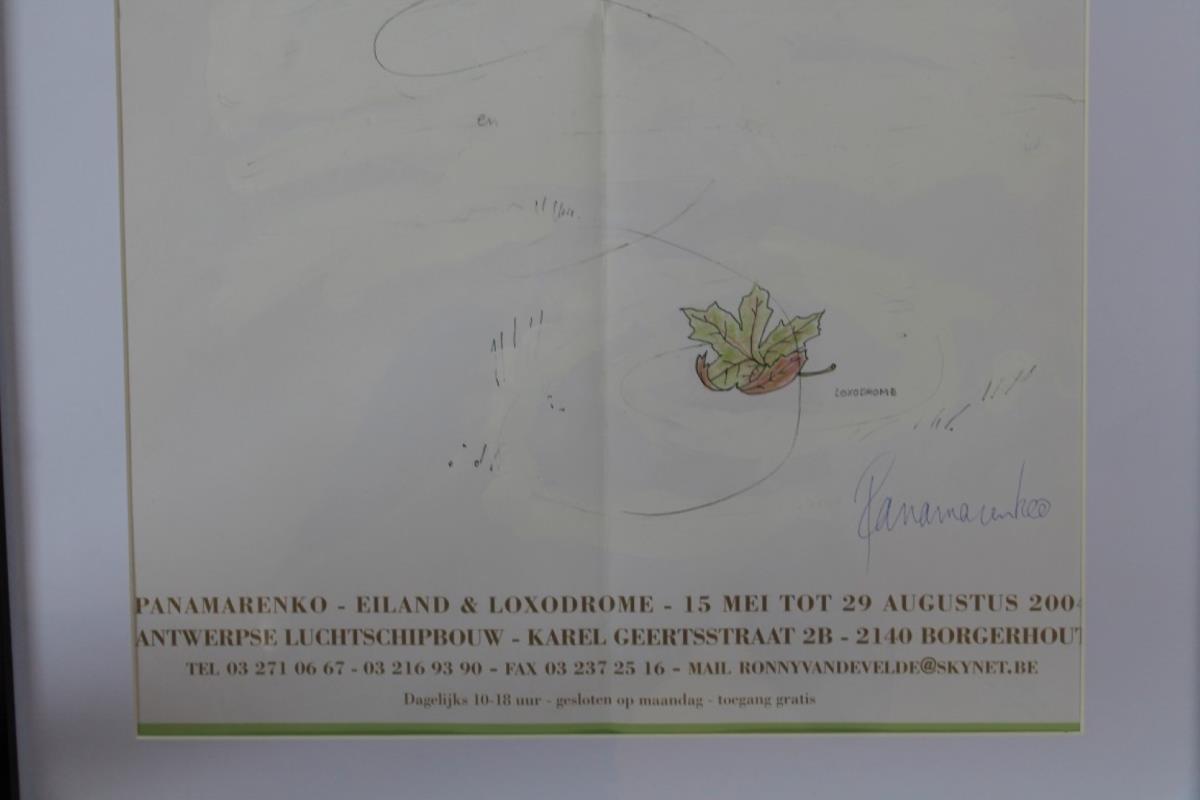 en
LOXODROME
Panamarenko
PANAMARENKO - EILAND & LOXODROME - 15 MEI TOT 29 AUGUSTUS 2004
ANTWERPSE LUCHTSCHIPBOUW - KAREL GEERTSSTRAAT 2B - 2140 BORGERHOUT
TEL 03 271 06 67 - 03 216 93 90 - FAX 03 237 25 16 - MAIL RONNYVANDEVELDE@SKYNET.BE
Dagelijks 10-18 uur - gesloten op maandag - toegang gratis